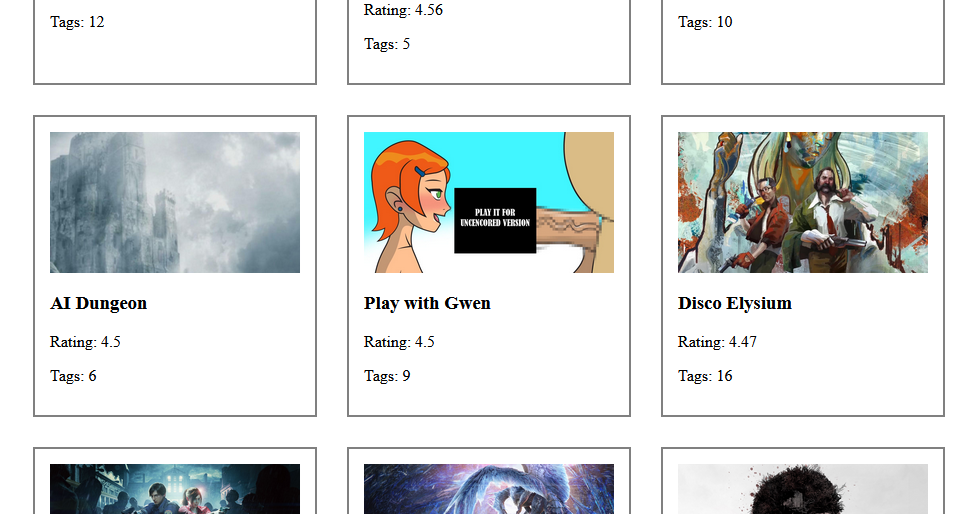 Tags: 12
Rating: 4.56
Tags: 5
Tags: 10
PLAY IT FOR
UNCENCORED VERSION
AI Dungeon
Rating: 4.5
Tags: 6
Play with Gwen
Rating: 4.5
Tags: 9
Disco Elysium
Rating: 4.47
Tags: 16